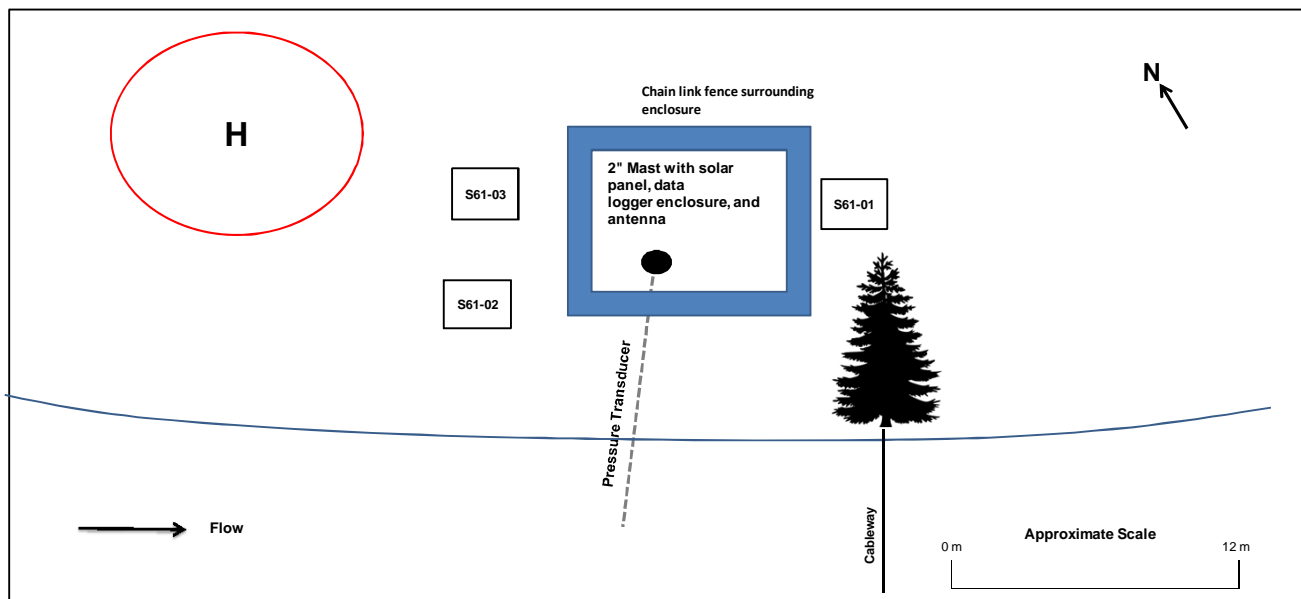 N
Chain link fence surrounding
enclosure
H
2" Mast with solar
panel, data
logger enclosure, and
antenna
S61-03
S61-01
S61-02
Pressure Transducer
Flow
Cableway
Approximate Scale
0 m
12 m